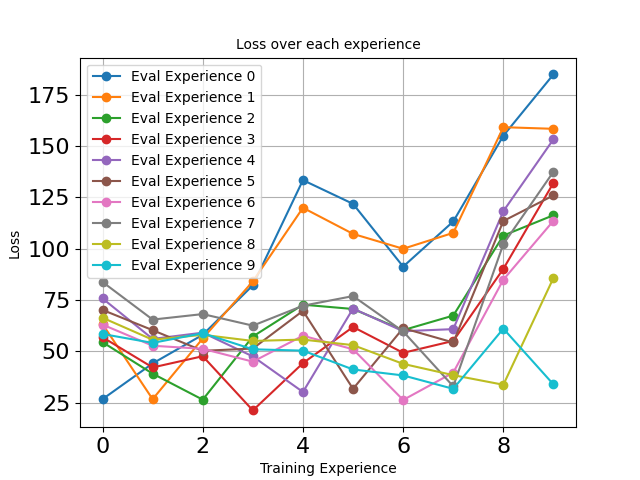 Loss over each experience
Eval Experience 0
Eval Experience 1
Eval Experience 2
Eval Experience 3
Eval Experience 4
Eval Experience 5
Eval Experience 6
Eval Experience 7
Eval Experience 8
Eval Experience 9
175
150
125
100
75
50
25
Loss
0 2 4 6 8
Training Experience